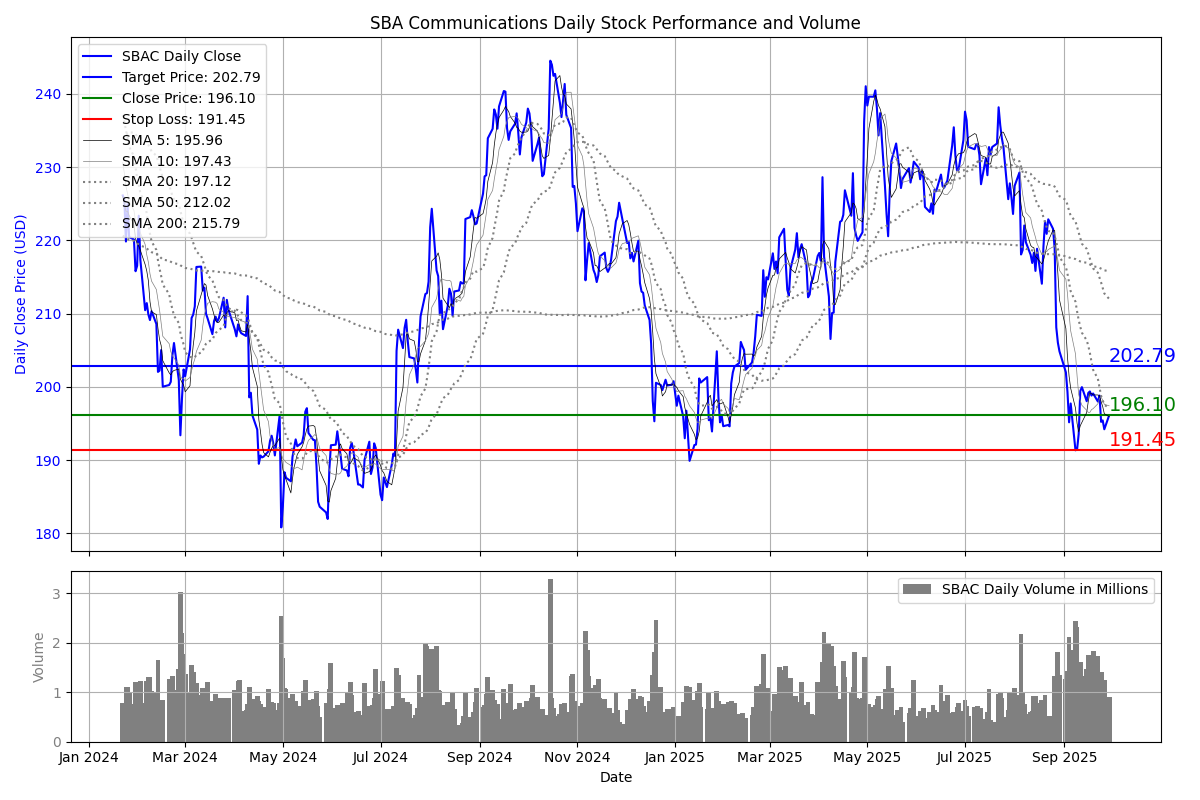 SBA Communications Daily Stock Performance and Volume
SBAC Daily Close
Target Price: 202.79
Close Price: 196.10
Stop Loss: 191.45
SMA 5: 195.96
SMA 10: 197.43
SMA 20: 197.12
SMA 50: 212.02
SMA 200: 215.79
Daily Close Price (USD)
240
230
220
210
200
190
180
202.79
196.10
191.45
SBAC Daily Volume in Millions
Volume
3
2
1
0
Jan 2024 Mar 2024 May 2024 Jul 2024 Sep 2024 Nov 2024 Jan 2025 Mar 2025 May 2025 Jul 2025 Sep 2025
Date